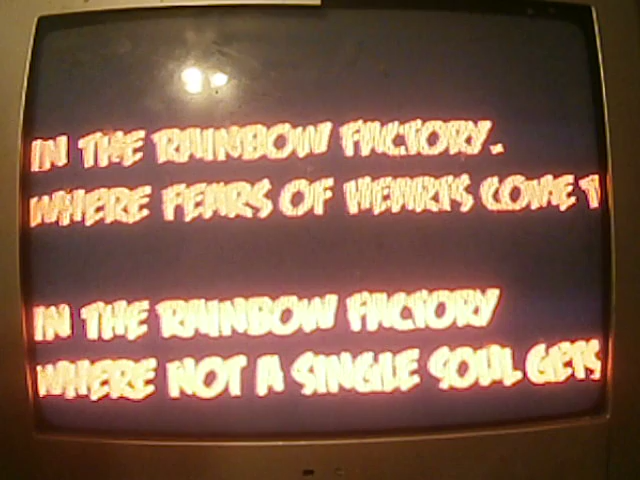 IN THE RAINBOW FACTORY.
WHERE FEARS OF HEARTS COME T
IN THE RAINBOW FACTORY
WHERE NOT A SINGLE SOUL GETS